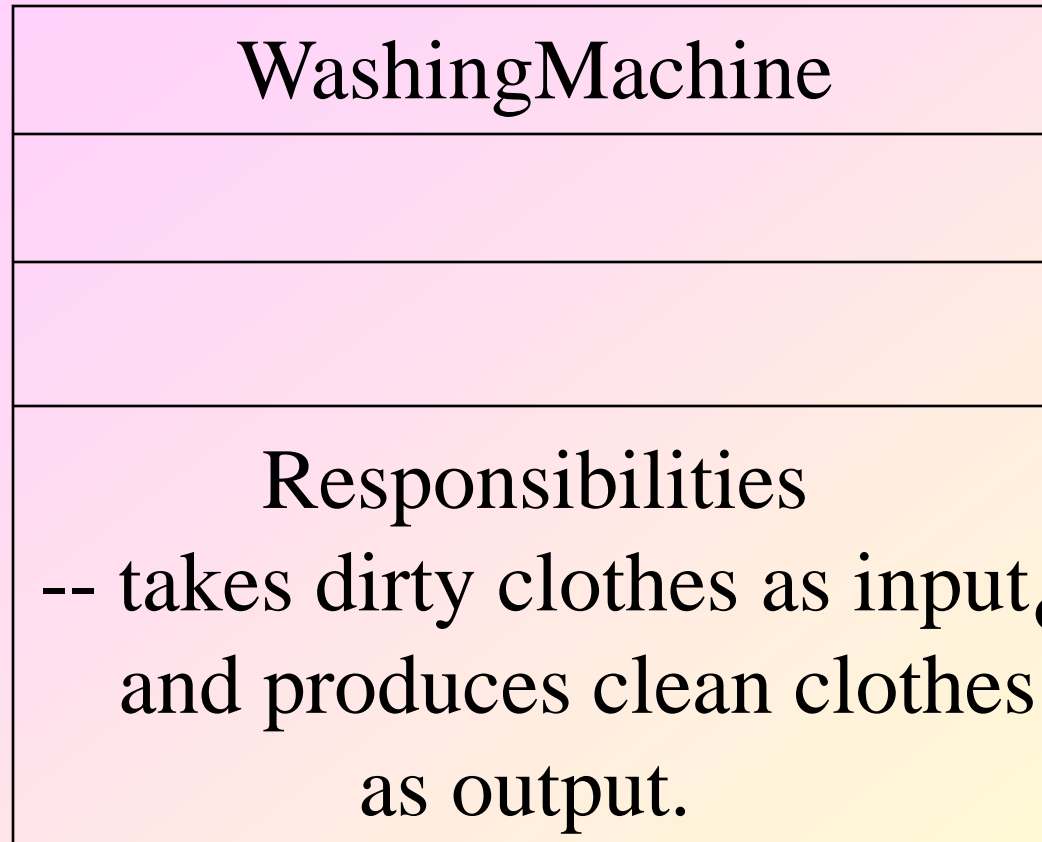 WashingMachine
Responsibilities
-- takes dirty clothes as input,
and produces clean clothes
as output.